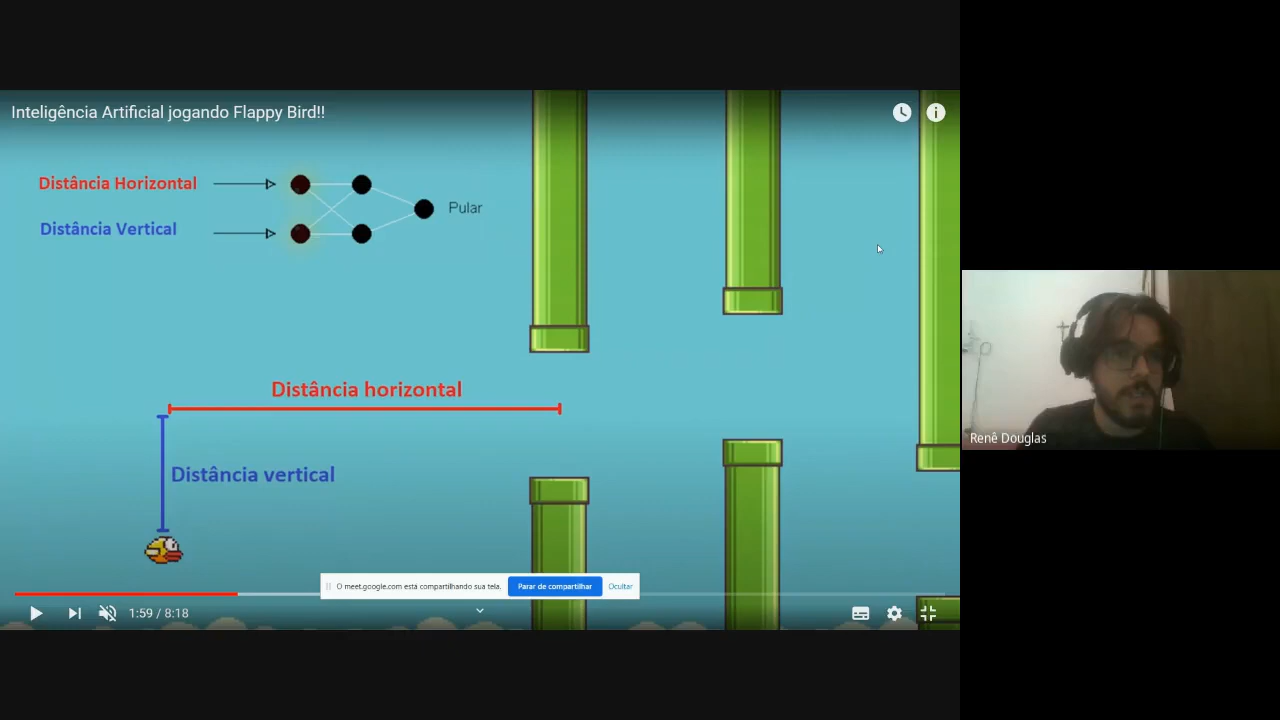 Inteligência Artificial jogando Flappy Bird!!
Distância Horizontal
Pular
Distância Vertical
Distância horizontal
Distância vertical
Renê Douglas
O meet.google.com está compartilhando sua tela.
Parar de compartilhar
Ocultar
1:59 / 8:18